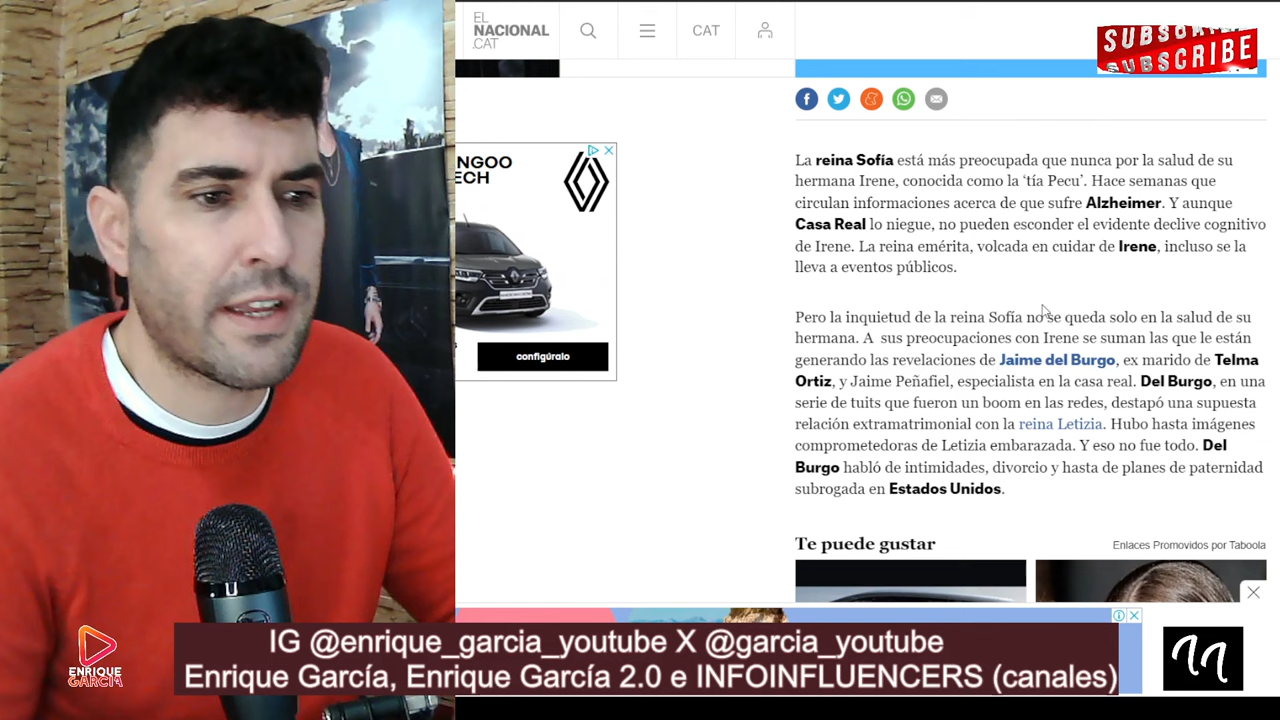 EL
NACIONAL
.CAT
CAT
SUBSCRIBE
SUBSCRIBE
NGOO
ECH
configúralo
La reina Sofía está más preocupada que nunca por la salud de su
hermana Irene, conocida como la ‘tía Pecu’. Hace semanas que
circulan informaciones acerca de que sufre Alzheimer. Y aunque
Casa Real lo niegue, no pueden esconder el evidente declive cognitivo
de Irene. La reina emérita, volcada en cuidar de Irene, incluso se la
lleva a eventos públicos.
Pero la inquietud de la reina Sofía no se queda solo en la salud de su
hermana. A sus preocupaciones con Irene se suman las que le están
generando las revelaciones de Jaime del Burgo, ex marido de Telma
Ortiz, y Jaime Peñafiel, especialista en la casa real. Del Burgo, en una
serie de tuits que fueron un boom en las redes, destapó una supuesta
relación extramatrimonial con la reina Letizia. Hubo hasta imágenes
comprometedoras de Letizia embarazada. Y eso no fue todo. Del
Burgo habló de intimidades, divorcio y hasta de planes de paternidad
subrogada en Estados Unidos.
Te puede gustar
Enlaces Promovidos por Taboola
ENRIQUE
GARCÍA
IG @enrique_garcia_youtube X @garcia_youtube
Enrique García, Enrique García 2.0 e INFOINFLUENCERS (canales)